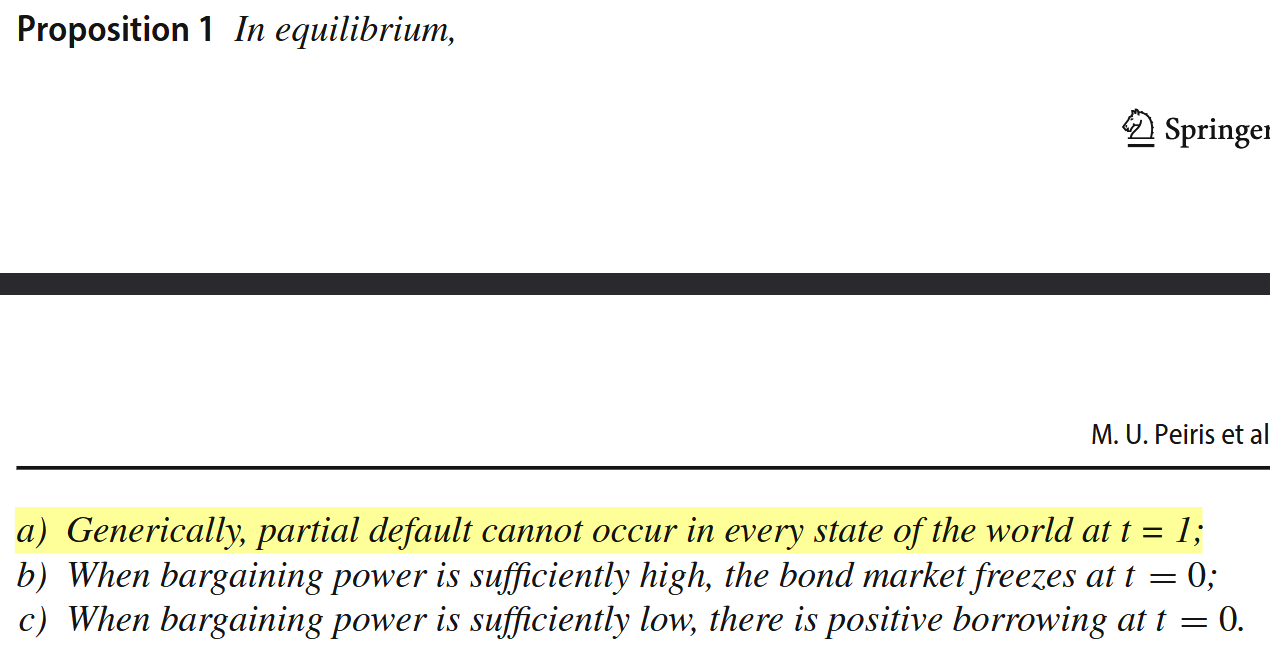 Proposition 1 In equilibrium,
Springer
M. U. Peiris et al
a) Generically, partial default cannot occur in every state of the world at t = 1;
b) When bargaining power is sufficiently high, the bond market freezes at t = 0;
c) When bargaining power is sufficiently low, there is positive borrowing at t = 0.